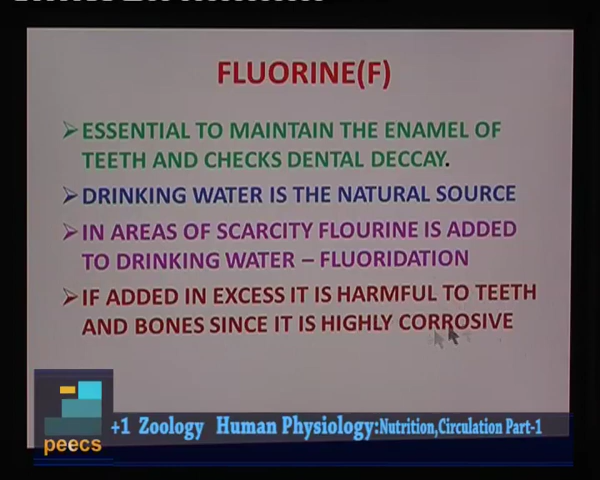 FLUORINE(F)
ESSENTIAL TO MAINTAIN THE ENAMEL OF
TEETH AND CHECKS DENTAL DECCAY.
DRINKING WATER IS THE NATURAL SOURCE
IN AREAS OF SCARCITY FLOURINE IS ADDED
TO DRINKING WATER – FLUORIDATION
IF ADDED IN EXCESS IT IS HARMFUL TO TEETH
AND BONES SINCE IT IS HIGHLY CORROSIVE
peecs
+1 Zoology Human Physiology:Nutrition,Circulation Part-1